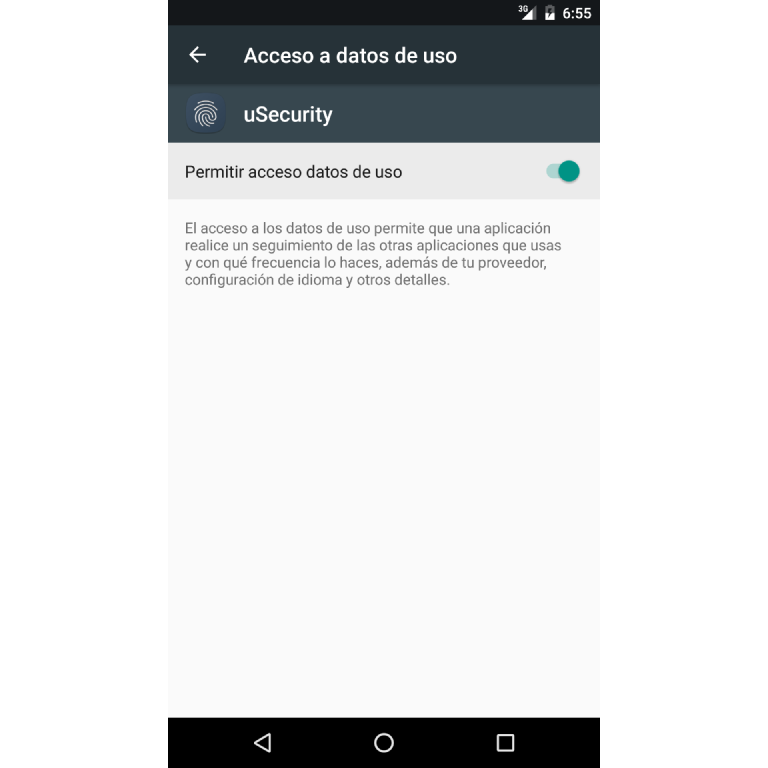 3G
6:55
Acceso a datos de uso
uSecurity
Permitir acceso datos de uso
El acceso a los datos de uso permite que una aplicación
realice un seguimiento de las otras aplicaciones que usas
y con qué frecuencia lo haces, además de tu proveedor,
configuración de idioma y otros detalles.